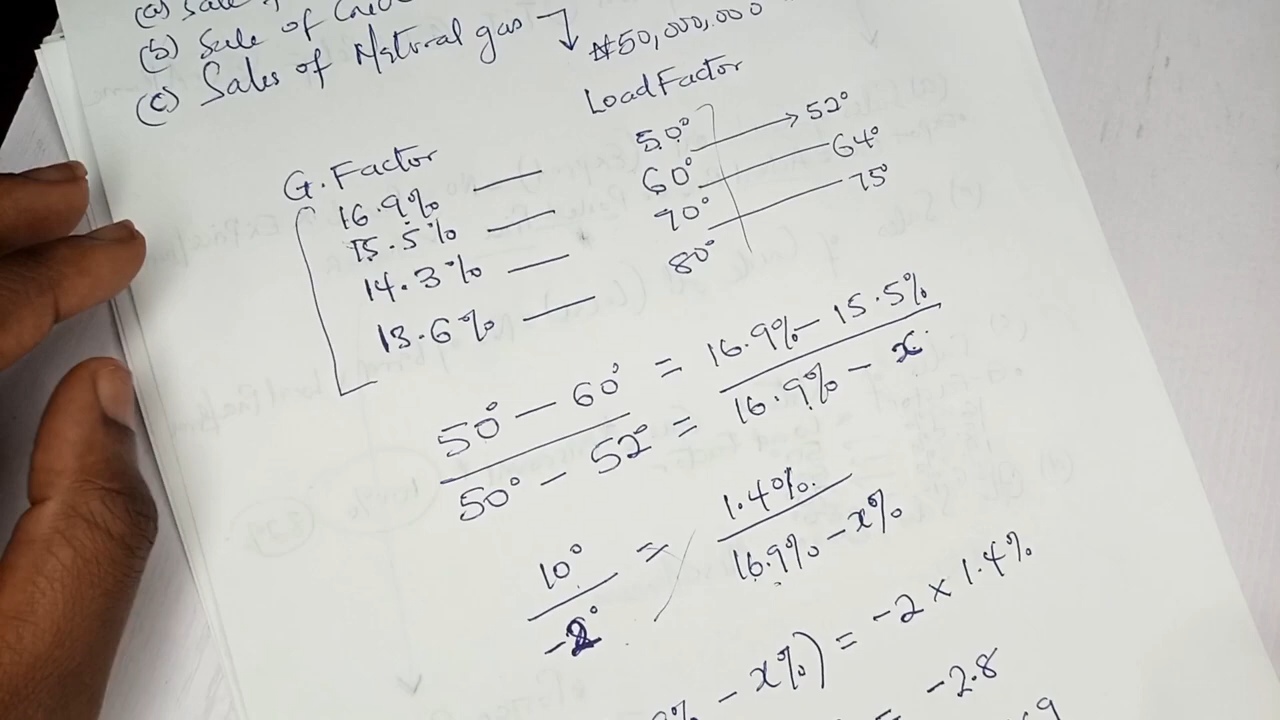 (a) Sale
(b) Sale of
(c) Sales of Natural gas
₦50,000,000
Load Factor
50° 52°
60° 64°
70° 75°
80°
G. Factor
16.9%
15.5%
14.3%
13.6%
50° – 60° = 16.9% – 15.5%
50° – 52° = 16.9% – x
10° = 1.4%
-2° 16.9% – x%
– x%) = -2 × 1.4%
= -2.8